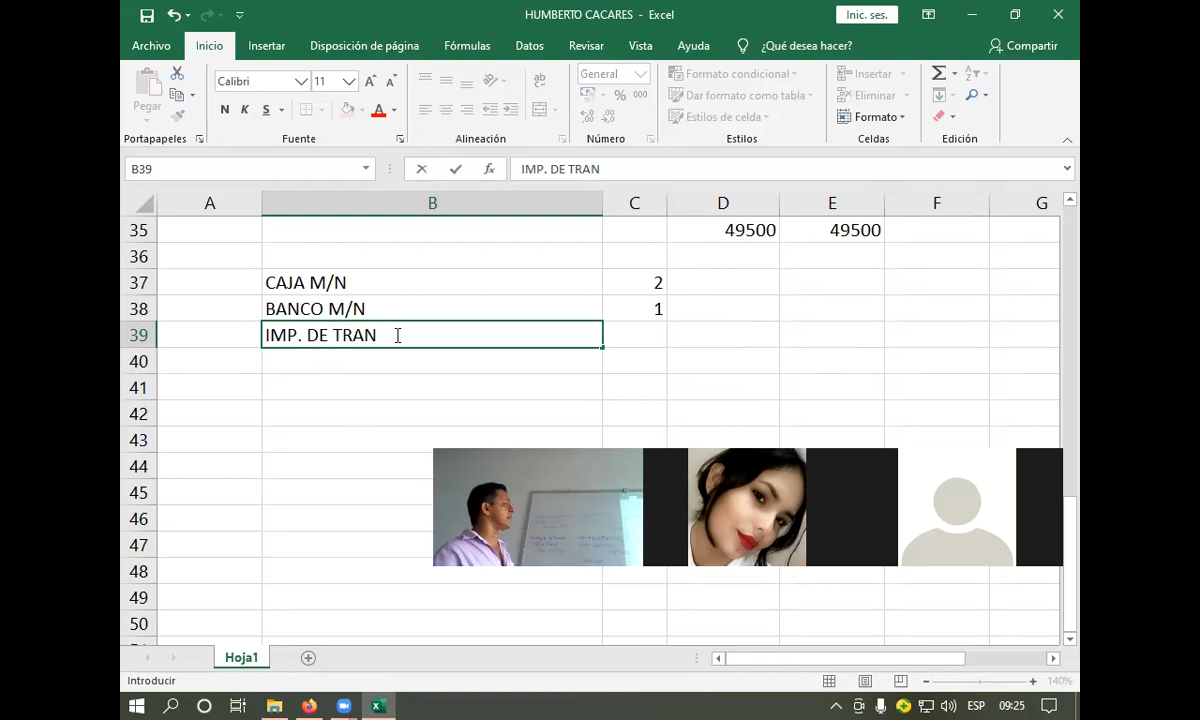 HUMBERTO CACARES - Excel
Inic. ses.
Archivo Inicio Insertar Disposición de página Fórmulas Datos Revisar Vista Ayuda ¿Qué desea hacer? Compartir
Pegar
Calibri 11
N K S
General
% 000
Formato condicional
Dar formato como tabla
Estilos de celda
Insertar
Eliminar
Formato
Portapapeles Fuente Alineación Número Estilos Celdas Edición
B39 fx IMP. DE TRAN
A B C D E F G
35 49500 49500
36
37 CAJA M/N 2
38 BANCO M/N 1
39 IMP. DE TRAN
40
41
42
43
44
45
46
47
48
49
50
Hoja1
Introducir 140%
ESP 09:25